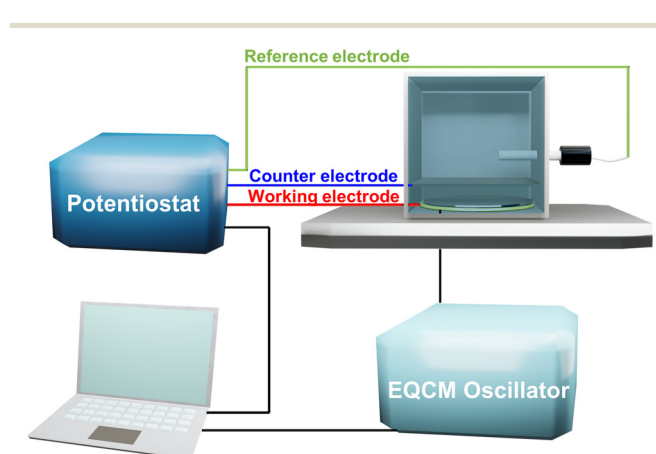 Reference electrode
Counter electrode
Working electrode
Potentiostat
EQCM Oscillator